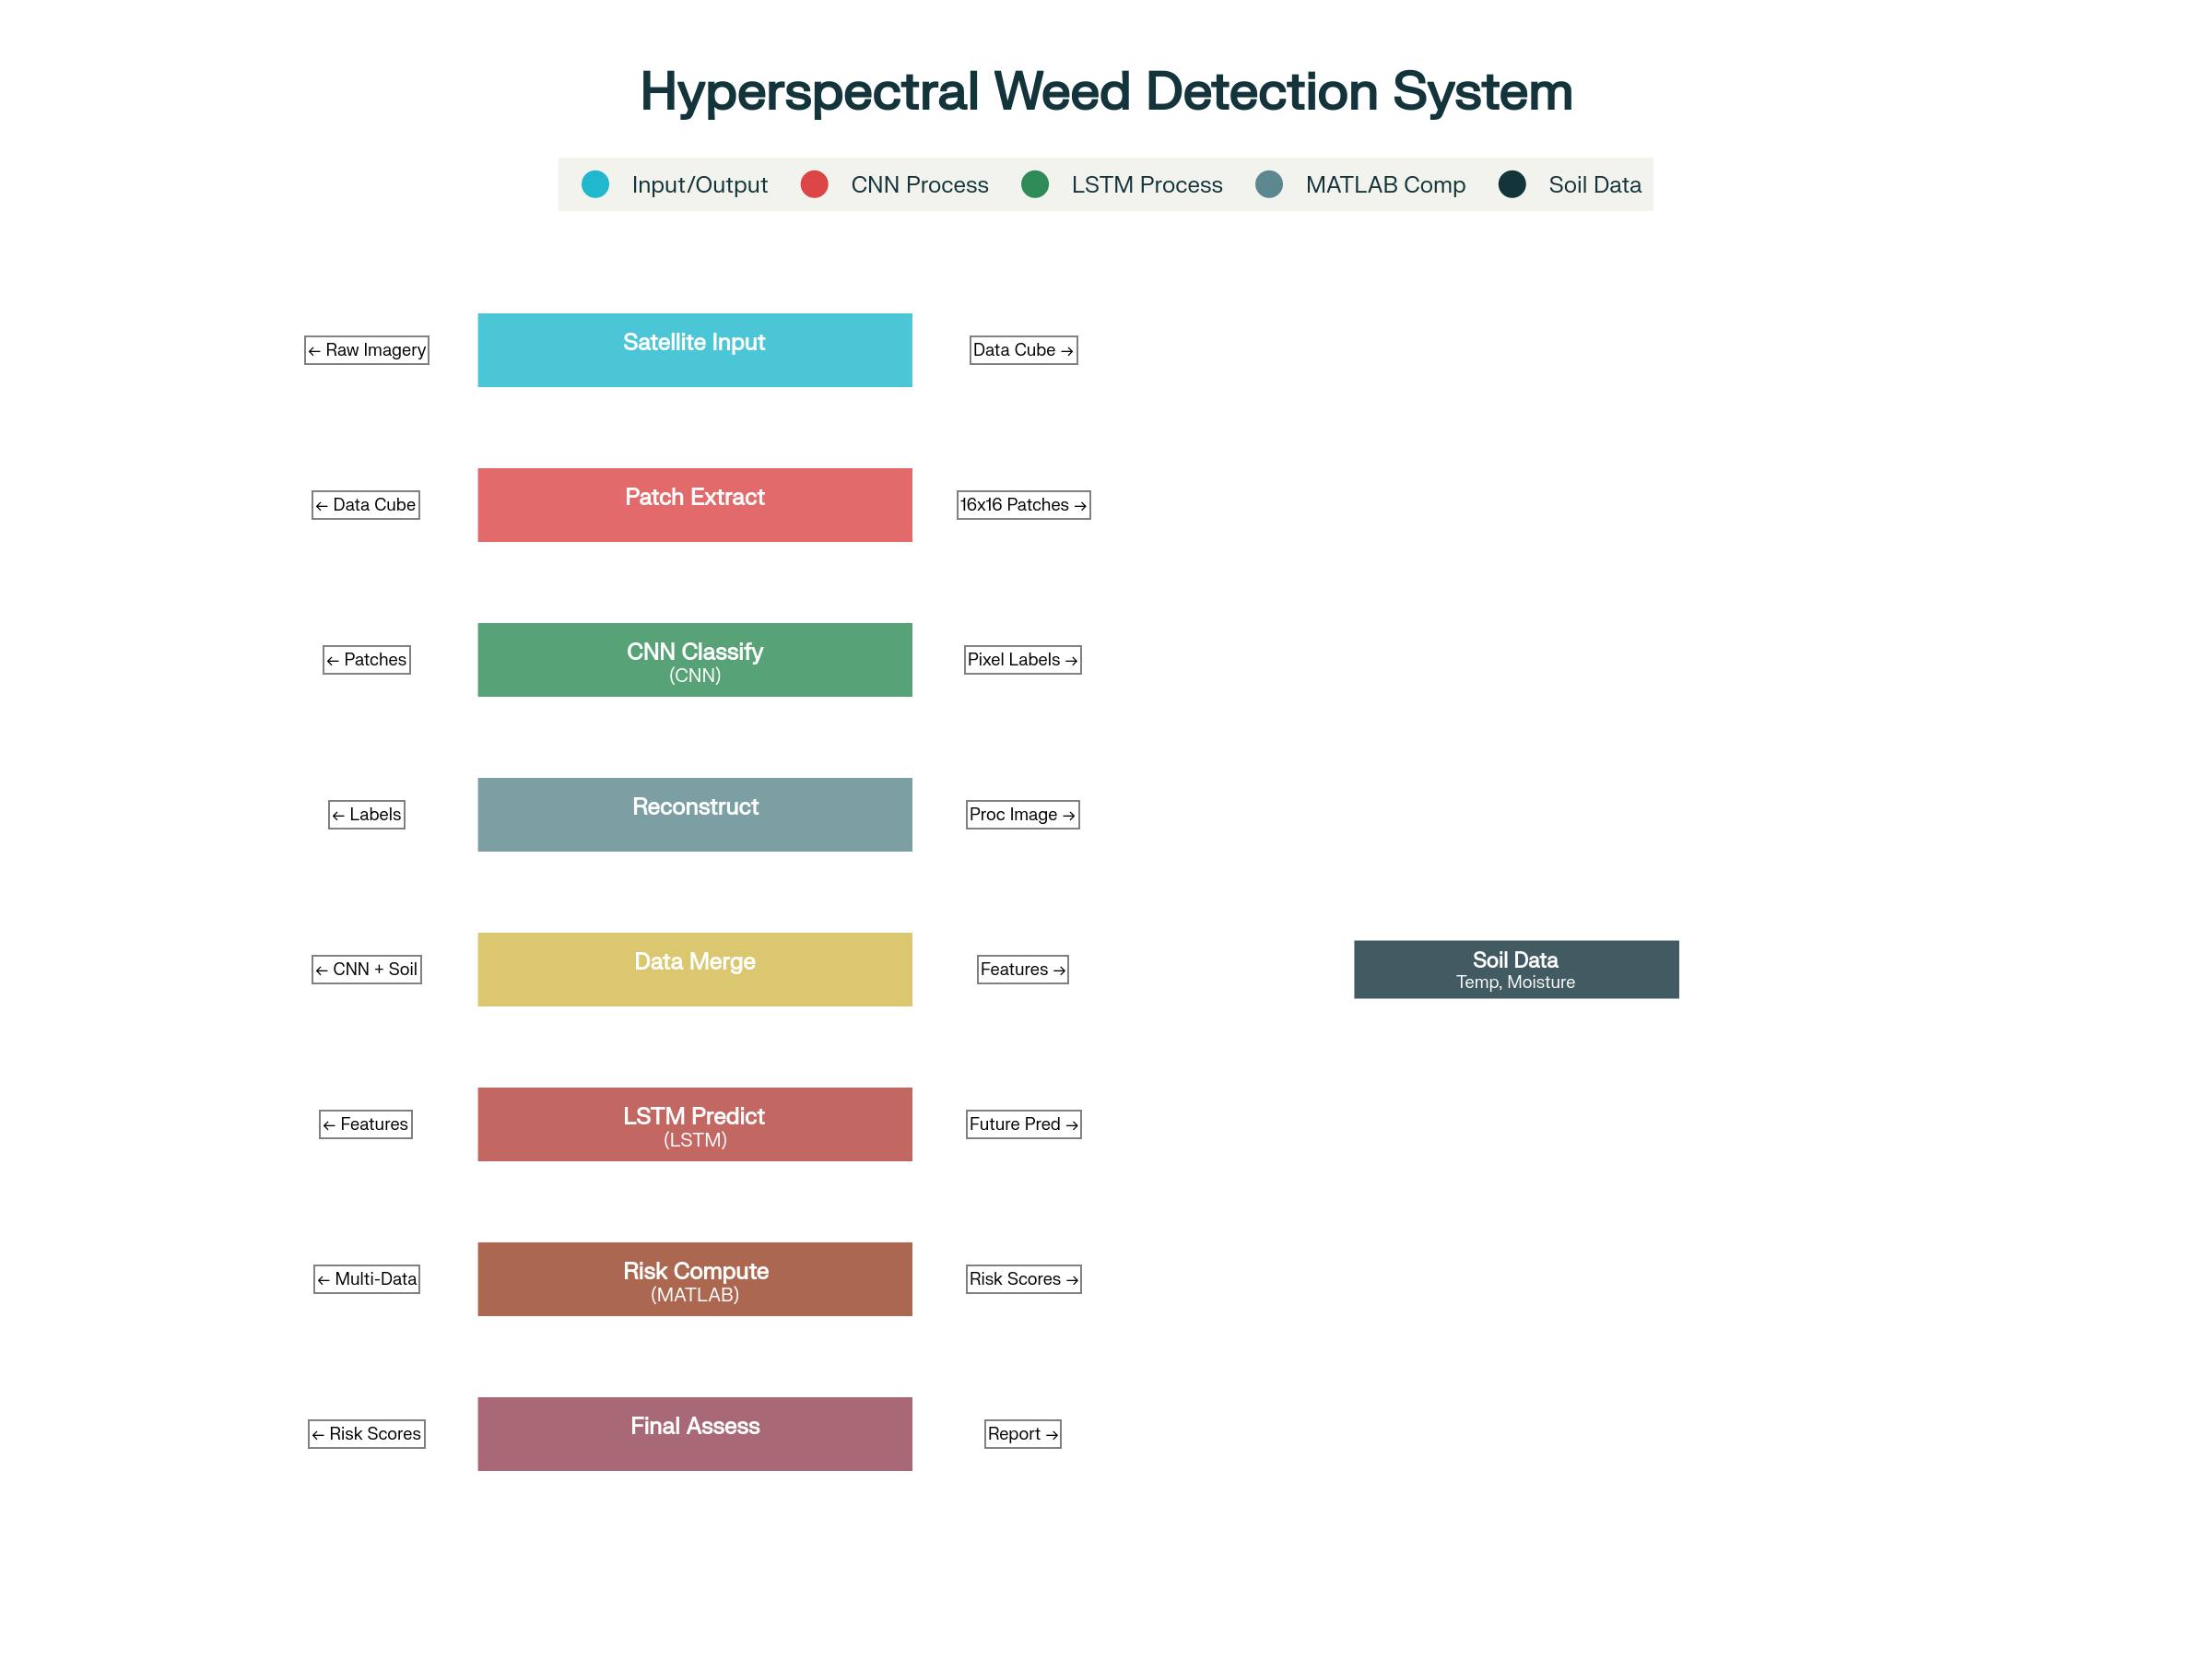 Hyperspectral Weed Detection System
Input/Output CNN Process LSTM Process MATLAB Comp Soil Data
← Raw Imagery
Satellite Input
Data Cube →
← Data Cube
Patch Extract
16x16 Patches →
← Patches
CNN Classify
(CNN)
Pixel Labels →
← Labels
Reconstruct
Proc Image →
← CNN + Soil
Data Merge
Features →
Soil Data
Temp, Moisture
← Features
LSTM Predict
(LSTM)
Future Pred →
← Multi-Data
Risk Compute
(MATLAB)
Risk Scores →
← Risk Scores
Final Assess
Report →